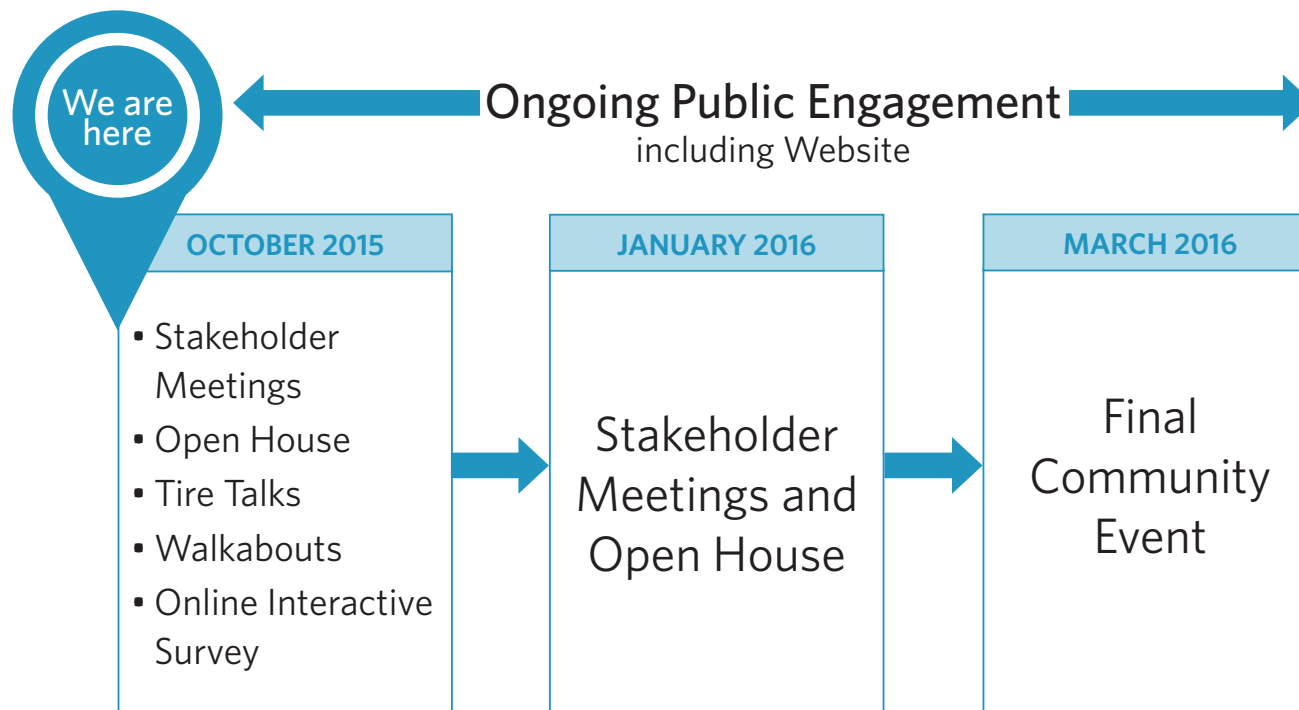 We are
here
Ongoing Public Engagement
including Website
OCTOBER 2015
• Stakeholder
Meetings
• Open House
• Tire Talks
• Walkabouts
• Online Interactive
Survey
JANUARY 2016
Stakeholder
Meetings and
Open House
MARCH 2016
Final
Community
Event